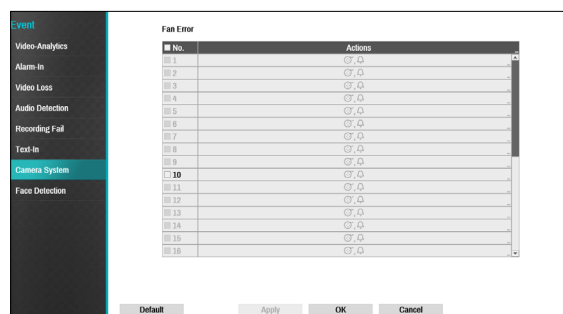 Event
Video-Analytics
Alarm-In
Video Loss
Audio Detection
Recording Fail
Text-In
Camera System
Face Detection
Fan Error
No. Actions
1
2
3
4
5
6
7
8
9
10
11
12
13
14
15
16
Default Apply OK Cancel